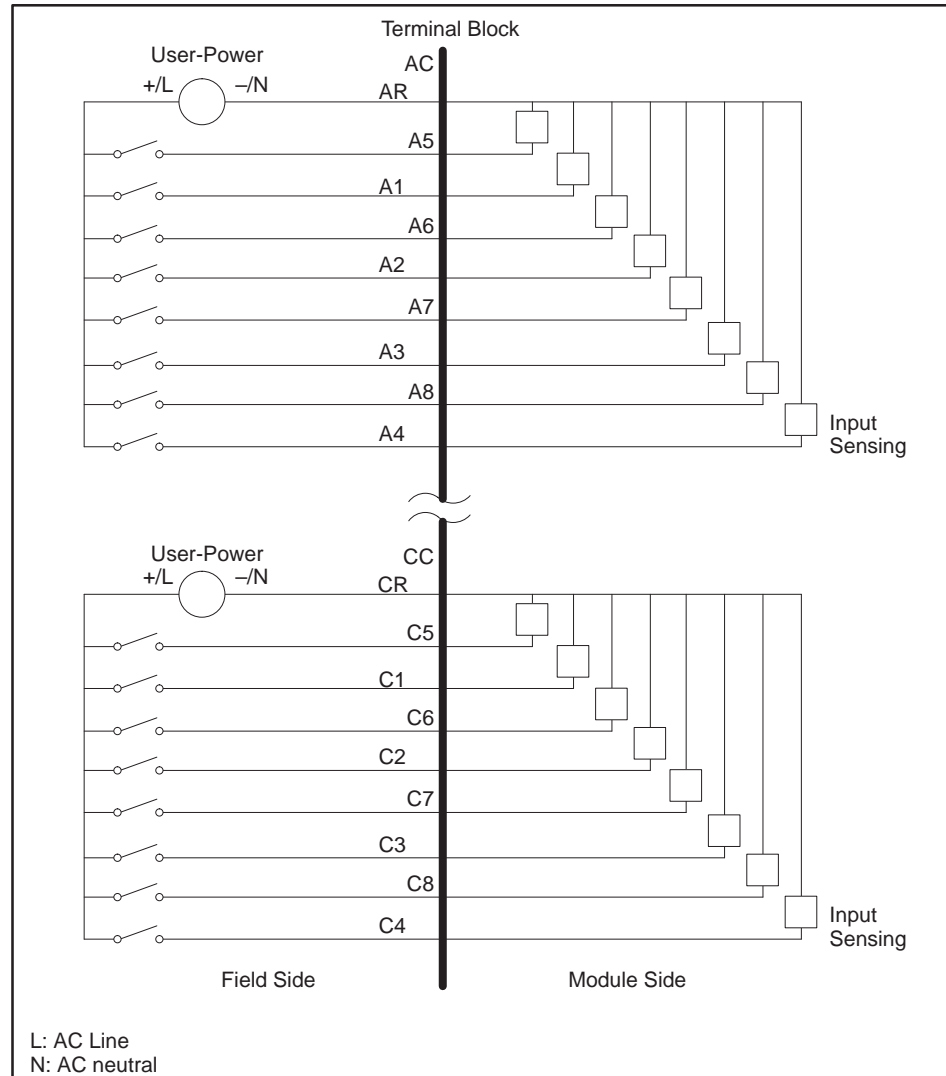 Terminal Block
User-Power
AC
+/L
–/N
AR
A5
A1
A6
A2
A7
A3
A8
A4
Input
Sensing
User-Power
CC
+/L
–/N
CR
C5
C1
C6
C2
C7
C3
C8
C4
Input
Sensing
Field Side
Module Side
L: AC Line
N: AC neutral